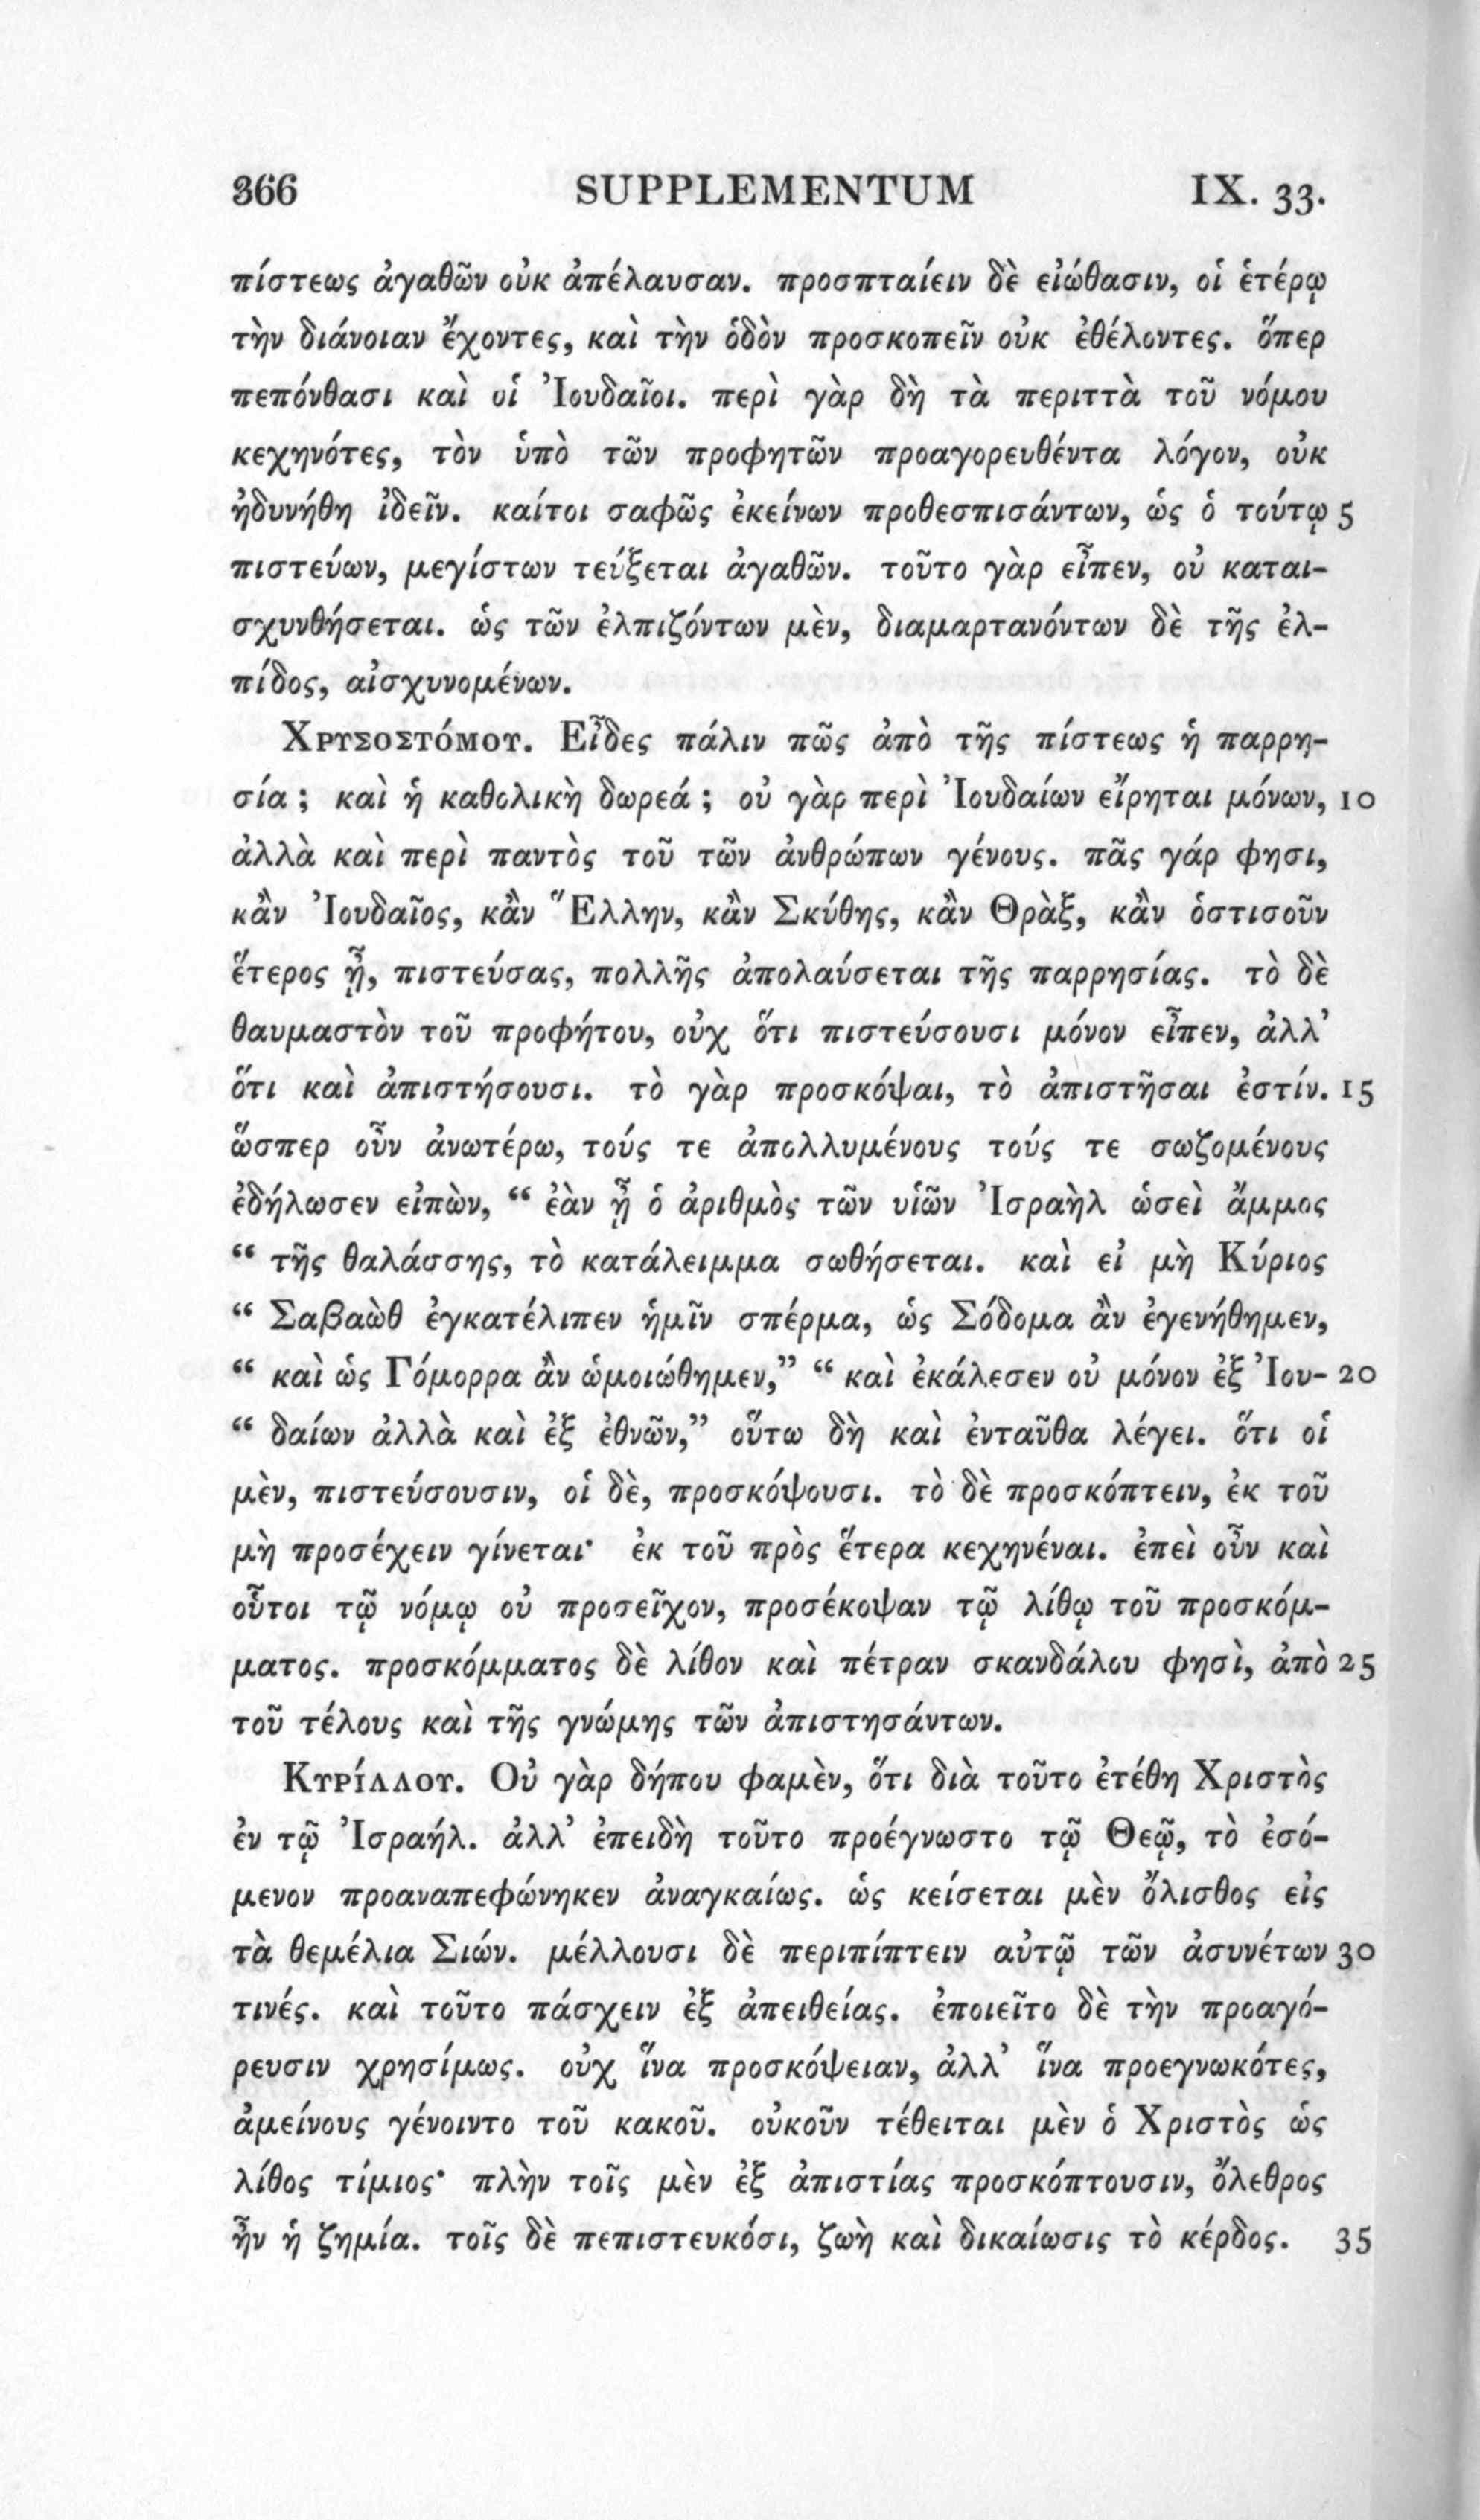 366 SUPPLEMENTUM IX. 33.
πίστεως ἀγαθῶν οὐκ ἀπέλαυσαν. προσπταίειν δὲ εἰώθασιν, οἱ ἑτέρῳ
τὴν διάνοιαν ἔχοντες, καὶ τὴν ὁδὸν προσκοπεῖν οὐκ ἐθέλοντες. ὅπερ
πεπόνθασι καὶ οἱ Ἰουδαῖοι. περὶ γὰρ δὴ τὰ περιττὰ τοῦ νόμου
κεχηνότες, τὸν ὑπὸ τῶν προφητῶν προαγορευθέντα λόγον, οὐκ
ἠδυνήθη ἰδεῖν. καίτοι σαφῶς ἐκείνων προθεσπισάντων, ὡς ὁ τούτῳ 5
πιστεύων, μεγίστων τεύξεται ἀγαθῶν. τοῦτο γὰρ εἶπεν, οὐ καται-
σχυνθήσεται. ὡς τῶν ἐλπιζόντων μὲν, διαμαρτανόντων δὲ τῆς ἐλ-
πίδος, αἰσχυνομένων.
Χρυσοστόμου. Εἶδες πάλιν πῶς ἀπὸ τῆς πίστεως ἡ παρρη-
σία; καὶ ἡ καθολικὴ δωρεά; οὐ γὰρ περὶ Ἰουδαίων εἴρηται μόνων, 10
ἀλλὰ καὶ περὶ παντὸς τοῦ τῶν ἀνθρώπων γένους. πᾶς γάρ φησι,
κἂν Ἰουδαῖος, κἂν Ἕλλην, κἂν Σκύθης, κἂν Θρὰξ, κἂν ὁστισοῦν
ἕτερος ᾖ, πιστεύσας, πολλῆς ἀπολαύσεται τῆς παρρησίας. τὸ δὲ
θαυμαστὸν τοῦ προφήτου, οὐχ ὅτι πιστεύσουσι μόνον εἶπεν, ἀλλ’
ὅτι καὶ ἀπιστήσουσι. τὸ γὰρ προσκόψαι, τὸ ἀπιστῆσαι ἐστίν. 15
ὥσπερ οὖν ἀνωτέρω, τούς τε ἀπολλυμένους τούς τε σωζομένους
ἐδήλωσεν εἰπὼν, “ ἐὰν ᾖ ὁ ἀριθμὸς τῶν υἱῶν Ἰσραὴλ ὡσεὶ ἄμμος
“ τῆς θαλάσσης, τὸ κατάλειμμα σωθήσεται. καὶ εἰ μὴ Κύριος
“ Σαβαὼθ ἐγκατέλιπεν ἡμῖν σπέρμα, ὡς Σόδομα ἂν ἐγενήθημεν,
“ καὶ ὡς Γόμορρα ἂν ὡμοιώθημεν,” “ καὶ ἐκάλεσεν οὐ μόνον ἐξ Ἰου- 20
“ δαίων ἀλλὰ καὶ ἐξ ἐθνῶν,” οὕτω δὴ καὶ ἐνταῦθα λέγει. ὅτι οἱ
μὲν, πιστεύσουσιν, οἱ δὲ, προσκόψουσι. τὸ δὲ προσκόπτειν, ἐκ τοῦ
μὴ προσέχειν γίνεται· ἐκ τοῦ πρὸς ἕτερα κεχηνέναι. ἐπεὶ οὖν καὶ
οὗτοι τῷ νόμῳ οὐ προσεῖχον, προσέκοψαν τῷ λίθῳ τοῦ προσκόμ-
ματος. προσκόμματος δὲ λίθον καὶ πέτραν σκανδάλου φησὶ, ἀπὸ 25
τοῦ τέλους καὶ τῆς γνώμης τῶν ἀπιστησάντων.
Κυρίλλου. Οὐ γὰρ δήπου φαμὲν, ὅτι διὰ τοῦτο ἐτέθη Χριστὸς
ἐν τῷ Ἰσραήλ. ἀλλ’ ἐπειδὴ τοῦτο προέγνωστο τῷ Θεῷ, τὸ ἐσό-
μενον προαναπεφώνηκεν ἀναγκαίως. ὡς κείσεται μὲν ὄλισθος εἰς
τὰ θεμέλια Σιών. μέλλουσι δὲ περιπίπτειν αὐτῷ τῶν ἀσυνέτων 30
τινές. καὶ τοῦτο πάσχειν ἐξ ἀπειθείας. ἐποιεῖτο δὲ τὴν προαγό-
ρευσιν χρησίμως. οὐχ ἵνα προσκόψειαν, ἀλλ’ ἵνα προεγνωκότες,
ἀμείνους γένοιντο τοῦ κακοῦ. οὐκοῦν τέθειται μὲν ὁ Χριστὸς ὡς
λίθος τίμιος· πλὴν τοῖς μὲν ἐξ ἀπιστίας προσκόπτουσιν, ὄλεθρος
ἦν ἡ ζημία. τοῖς δὲ πεπιστευκόσι, ζωὴ καὶ δικαίωσις τὸ κέρδος. 35